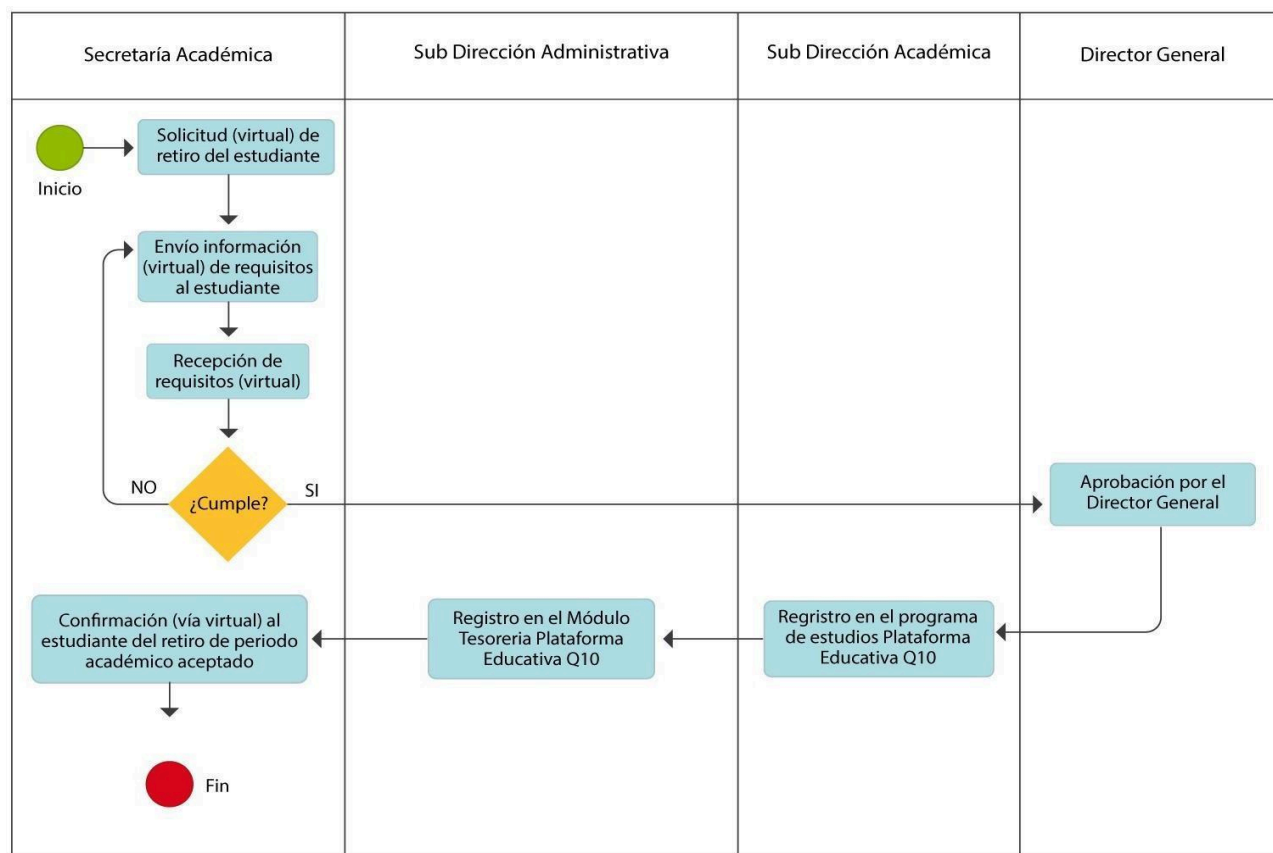 Secretaría Académica
Sub Dirección Administrativa
Sub Dirección Académica
Director General
Inicio
Solicitud (virtual) de
retiro del estudiante
Envío información
(virtual) de requisitos
al estudiante
Recepción de
requisitos (virtual)
NO
¿Cumple?
SI
Aprobación por el
Director General
Confirmación (vía virtual) al
estudiante del retiro de periodo
académico aceptado
Registro en el Módulo
Tesoreria Plataforma
Educativa Q10
Regristro en el programa
de estudios Plataforma
Educativa Q10
Fin